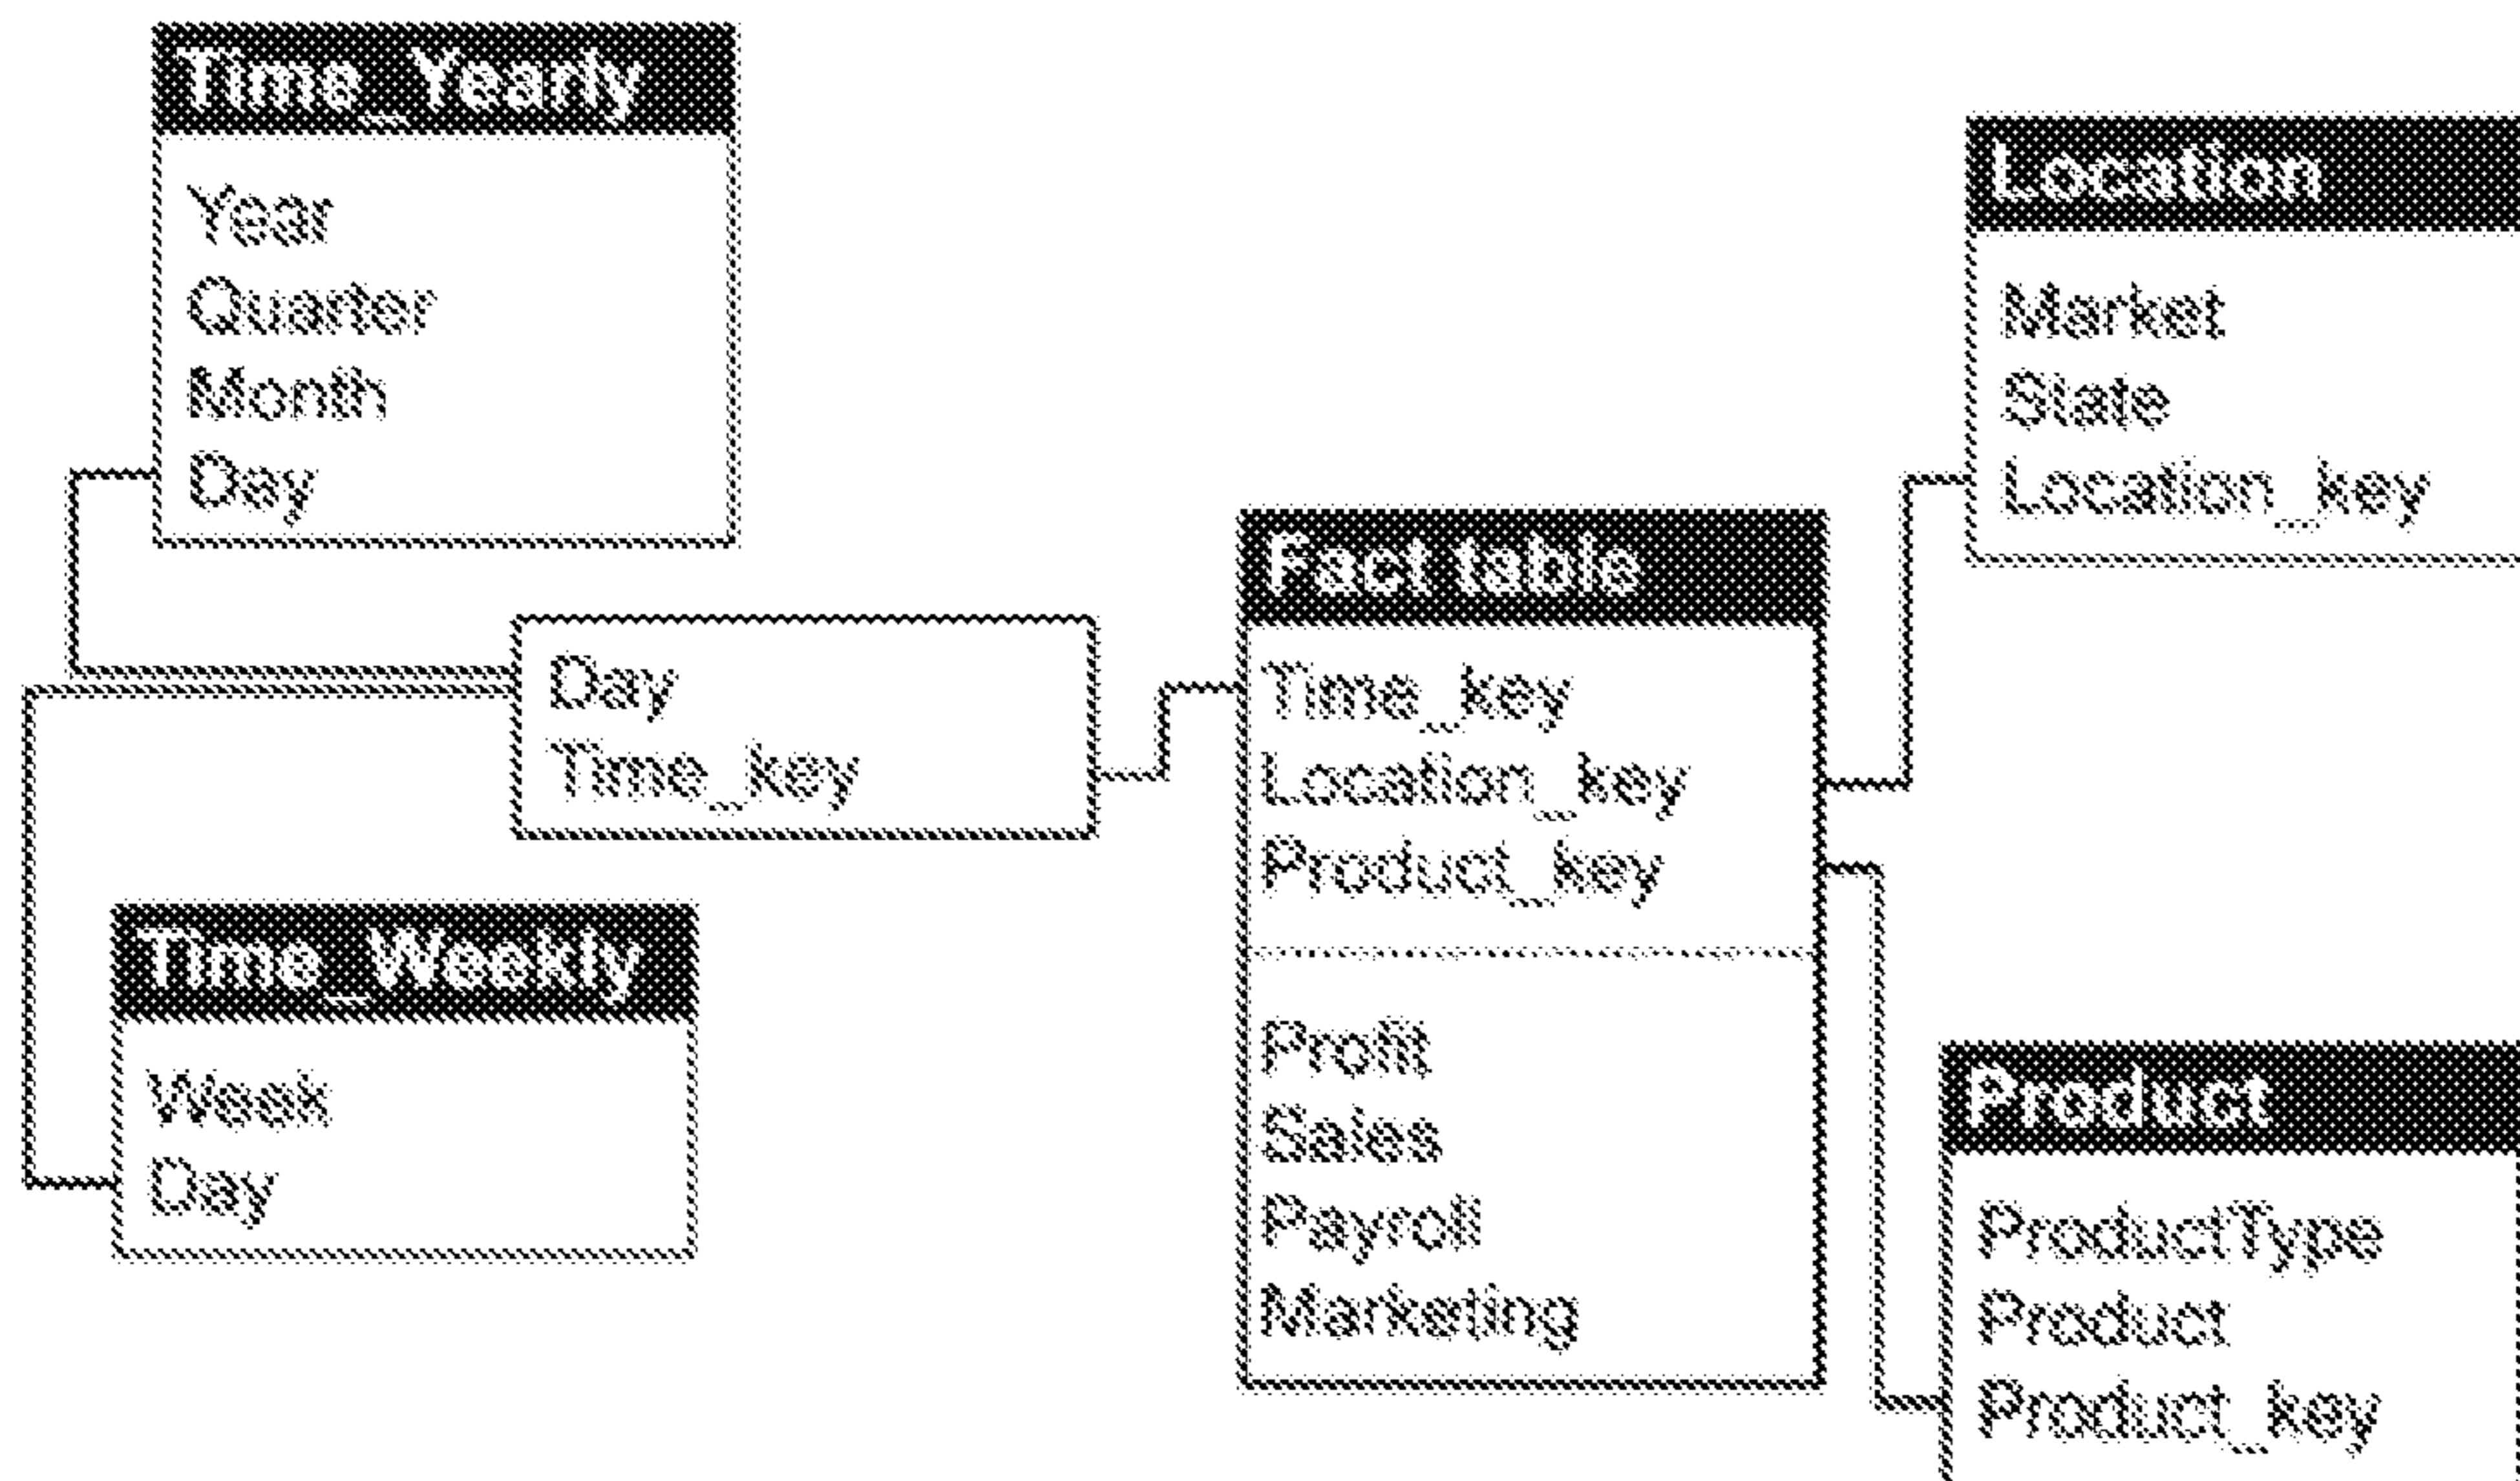 Time_Yearly
Year
Quarter
Month
Day
Day
Time_key
Time_Weekly
Week
Day
Fact table
Time_key
Location_key
Product_key
Profit
Sales
Payroll
Marketing
Location
Market
State
Location_key
Product
ProductType
Product
Product_key